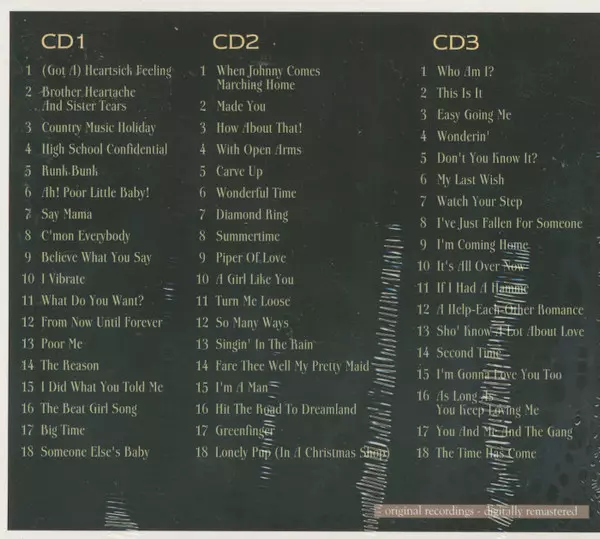 CD1
1 (Got A) Heartsick Feeling
2 Brother Heartache
And Sister Tears
3 Country Music Holiday
4 High School Confidential
5 Runk Bunk
6 Ah! Poor Little Baby!
7 Say Mama
8 C'mon Everybody
9 Believe What You Say
10 I Vibrate
11 What Do You Want?
12 From Now Until Forever
13 Poor Me
14 The Reason
15 I Did What You Told Me
16 The Beat Girl Song
17 Big Time
18 Someone Else's Baby
CD2
1 When Johnny Comes
Marching Home
2 Made You
3 How About That!
4 With Open Arms
5 Carve Up
6 Wonderful Time
7 Diamond Ring
8 Summertime
9 Piper Of Love
10 A Girl Like You
11 Turn Me Loose
12 So Many Ways
13 Singin' In The Rain
14 Fare Thee Well My Pretty Maid
15 I'm A Man
16 Hit The Road To Dreamland
17 Greenfinger
18 Lonely Pup (In A Christmas Shop)
CD3
1 Who Am I?
2 This Is It
3 Easy Going Me
4 Wonderin'
5 Don't You Know It?
6 My Last Wish
7 Watch Your Step
8 I've Just Fallen For Someone
9 I'm Coming Home
10 It's All Over Now
11 If I Had A
12 A Help-Each-Other Romance
13 Sho' Know A Lot About Love
14 Second Time
15 I'm Gonna Love You Too
16 As Long As
You Keep Loving Me
17 You And Me And The Gang
18 The Time Has Come
original recordings - digitally remastered